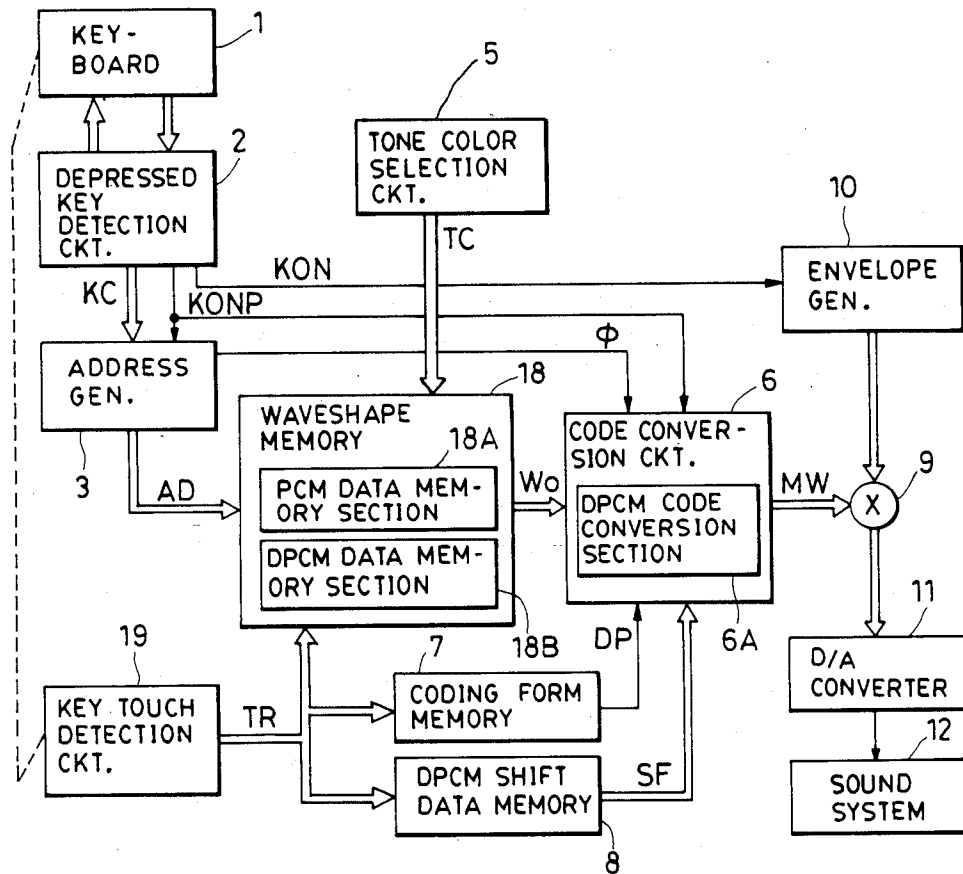 1
KEY-
BOARD
2
DEPRESSED
KEY
DETECTION
CKT.
5
TONE COLOR
SELECTION
CKT.
TC
10
ENVELOPE
GEN.
KON
KC
KONP
φ
ADDRESS
GEN.
3
AD
18
WAVESHAPE
MEMORY
18A
PCM DATA MEM-
ORY SECTION
DPCM DATA MEM-
ORY SECTION
18B
Wo
6
CODE CONVER-
SION CKT.
DPCM CODE
CONVERSION
SECTION
6A
MW
X
9
DP
11
D/A
CONVERTER
12
SOUND
SYSTEM
19
KEY TOUCH
DETECTION
CKT.
TR
7
CODING FORM
MEMORY
DPCM SHIFT
DATA MEMORY
8
SF